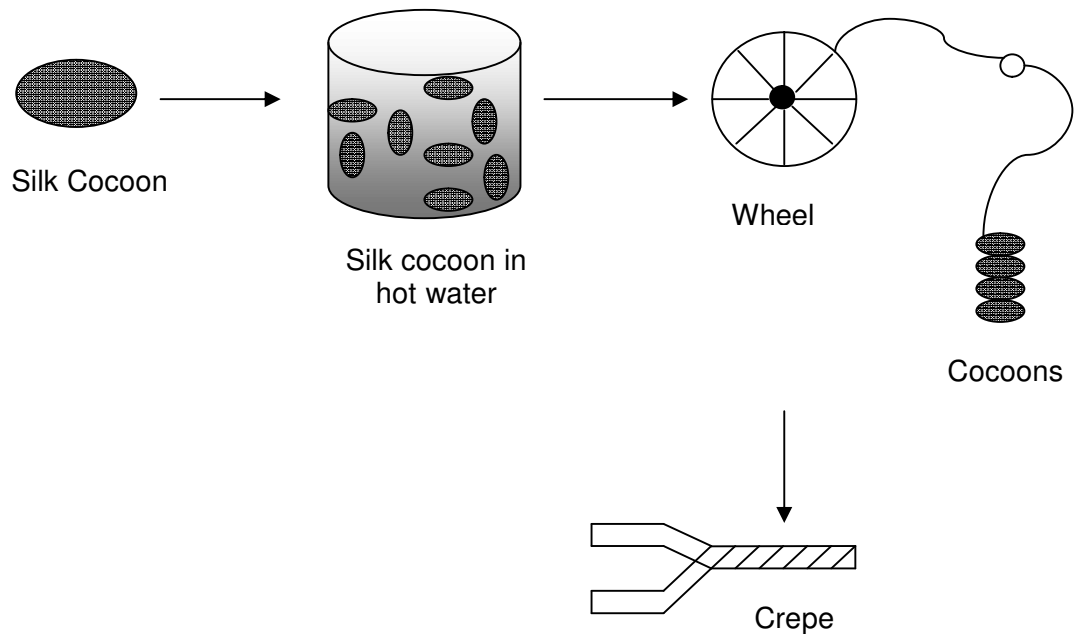 Silk Cocoon
Silk cocoon in
hot water
Wheel
Cocoons
Crepe